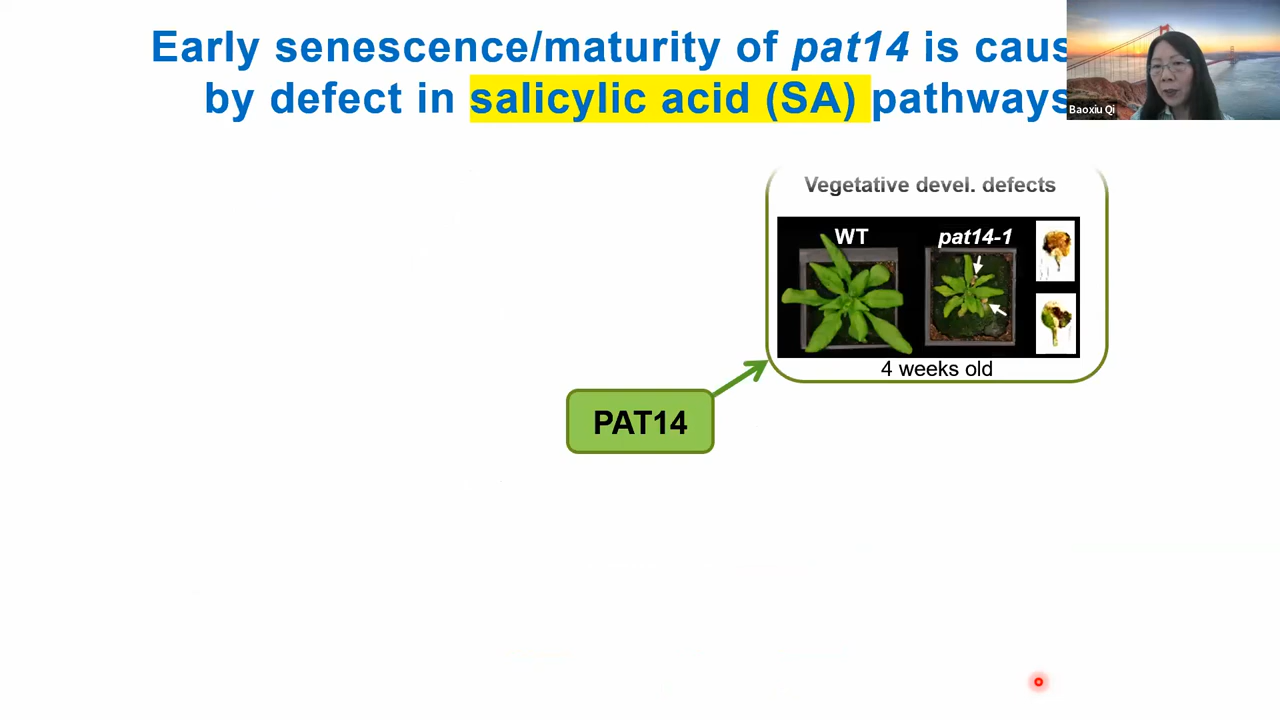 Early senescence/maturity of pat14 is caus
by defect in salicylic acid (SA) pathways
Baoxiu Qi
Vegetative devel. defects
WT
pat14-1
4 weeks old
PAT14